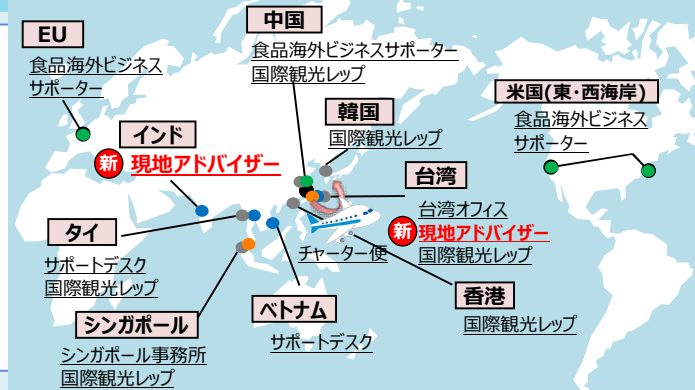 EU
食品海外ビジネス
サポーター
中国
食品海外ビジネスサポーター
国際観光レップ
韓国
国際観光レップ
米国(東・西海岸)
食品海外ビジネス
サポーター
インド
新 現地アドバイザー
台湾
台湾オフィス
新 現地アドバイザー
国際観光レップ
タイ
サポートデスク
国際観光レップ
チャーター便
香港
国際観光レップ
ベトナム
サポートデスク
シンガポール
シンガポール事務所
国際観光レップ